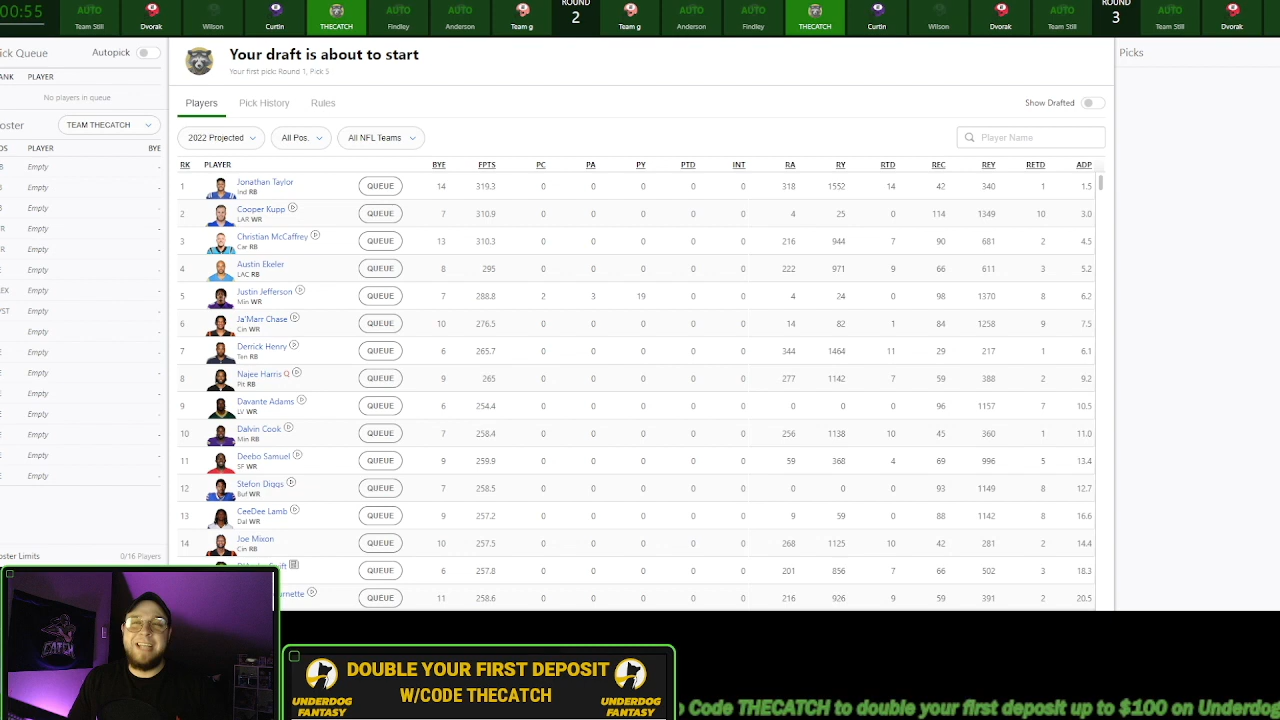 00:55
AUTO
Team Still
Dvorak
Curtin
THECATCH
AUTO
Findley
AUTO
Anderson
Team g
ROUND
2
Team g
AUTO
Anderson
AUTO
Findley
THECATCH
Curtin
AUTO
Wilson
Dvorak
AUTO
Team Still
ROUND
3
AUTO
Team Still
Dvorak
ick Queue
Autopick
ANK PLAYER
No players in queue
oster
TEAM THECATCH
OS PLAYER BYE
B Empty -
B Empty -
B Empty -
R Empty -
R Empty -
E Empty -
EX Empty -
ST Empty -
E Empty -
E Empty -
E Empty -
E Empty -
E Empty -
E Empty -
E Empty -
E Empty -
oster Limits 0/16 Players
Your draft is about to start
Your first pick: Round 1, Pick 5
Players Pick History Rules
Show Drafted
2022 Projected All Pos. All NFL Teams
Player Name
RK PLAYER BYE FPTS PC PA PY PTD INT RA RY RTD REC REY RETD ADP
1 Jonathan Taylor QUEUE 14 319.2 0 0 0 0 0 318 1552 14 42 340 1 1.5
Ind RB
2 Cooper Kupp QUEUE 7 310.9 0 0 0 0 0 4 25 0 114 1349 10 3.0
LAR WR
3 Christian McCaffrey QUEUE 13 310.3 0 0 0 0 0 216 944 7 90 681 2 4.5
Car RB
4 Austin Ekeler QUEUE 8 295 0 0 0 0 0 222 971 9 66 611 3 5.2
LAC RB
5 Justin Jefferson QUEUE 7 288.8 2 3 19 0 0 4 24 0 98 1370 8 6.2
Min WR
6 Ja'Marr Chase QUEUE 10 276.5 0 0 0 0 0 14 82 1 84 1258 9 7.5
Cin WR
7 Derrick Henry QUEUE 6 265.7 0 0 0 0 0 344 1464 11 29 217 1 6.1
Ten RB
8 Najee Harris Q QUEUE 9 265 0 0 0 0 0 277 1142 7 59 388 2 9.2
Pit RB
9 Davante Adams QUEUE 6 254.4 0 0 0 0 0 0 0 0 96 1157 7 10.5
LV WR
10 Dalvin Cook QUEUE 7 258.4 0 0 0 0 0 256 1138 10 45 360 1 11.0
Min RB
11 Deebo Samuel QUEUE 9 259.9 0 0 0 0 0 59 368 4 69 996 5 13.4
SF WR
12 Stefon Diggs QUEUE 7 258.5 0 0 0 0 0 0 0 0 93 1149 8 12.7
Buf WR
13 CeeDee Lamb QUEUE 9 257.2 0 0 0 0 0 9 59 0 88 1142 8 16.6
Dal WR
14 Joe Mixon QUEUE 10 257.5 0 0 0 0 0 268 1125 10 42 281 2 14.4
Cin RB
QUEUE 6 257.8 0 0 0 0 0 201 856 7 66 502 3 18.3
urnette QUEUE 11 258.6 0 0 0 0 0 216 926 9 59 391 2 20.5
Picks
DOUBLE YOUR FIRST DEPOSIT
W/CODE THECATCH
UNDERDOG
FANTASY
UNDERDOG
FANTASY
Code THECATCH to double your first deposit up to $100 on Underdog